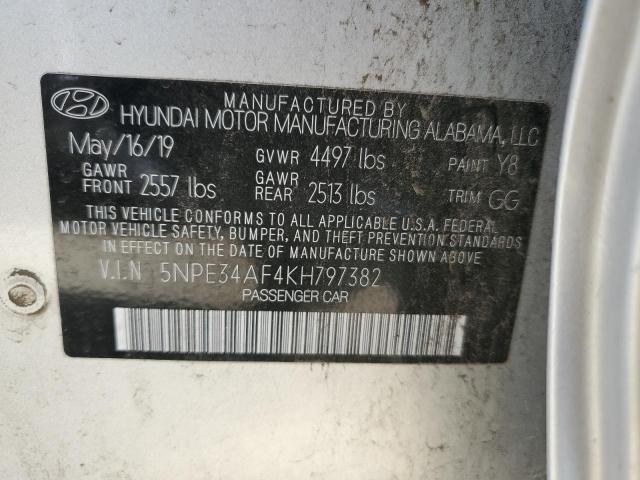 MANUFACTURED BY
HYUNDAI MOTOR MANUFACTURING ALABAMA, LLC
May/16/19 GVWR 4497 lbs PAINT Y8
GAWR FRONT 2557 lbs GAWR REAR 2513 lbs TRIM GG
THIS VEHICLE CONFORMS TO ALL APPLICABLE U.S.A. FEDERAL
MOTOR VEHICLE SAFETY, BUMPER, AND THEFT PREVENTION STANDARDS
IN EFFECT ON THE DATE OF MANUFACTURE SHOWN ABOVE.
V.I.N 5NPE34AF4KH797382
PASSENGER CAR